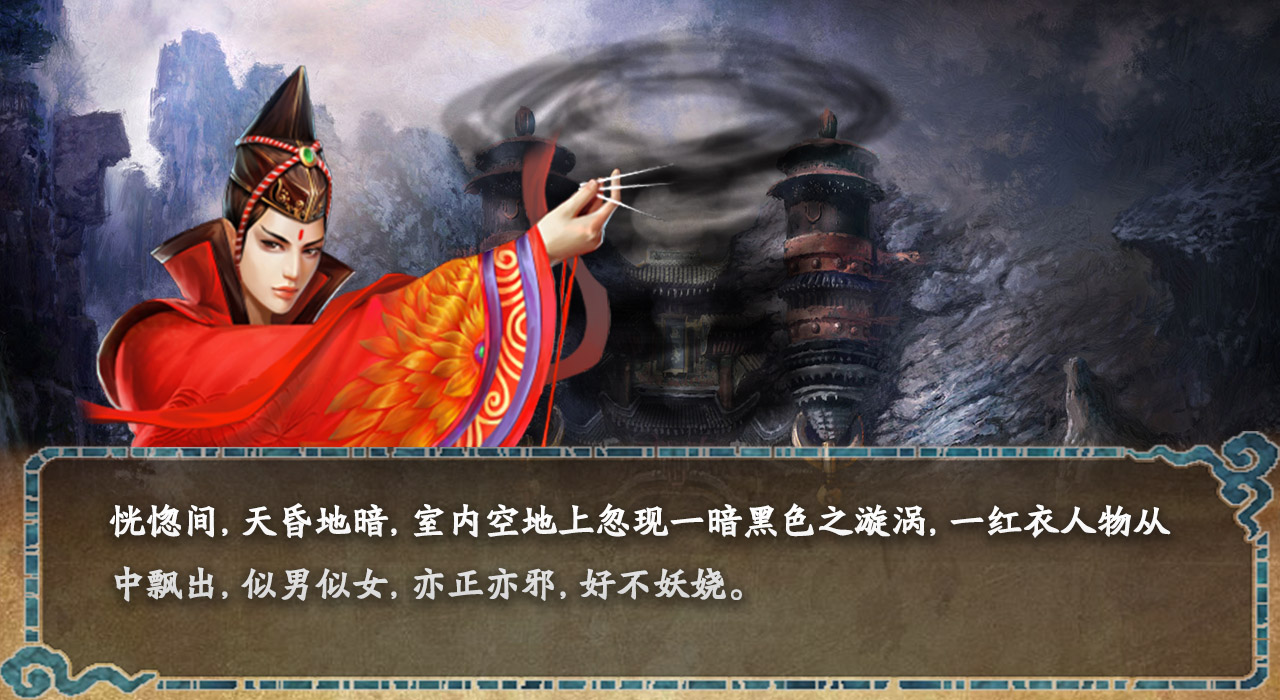 恍惚间,天昏地暗,室内空地上忽现一暗黑色之漩涡,一红衣人物从
中飘出,似男似女,亦正亦邪,好不妖娆。